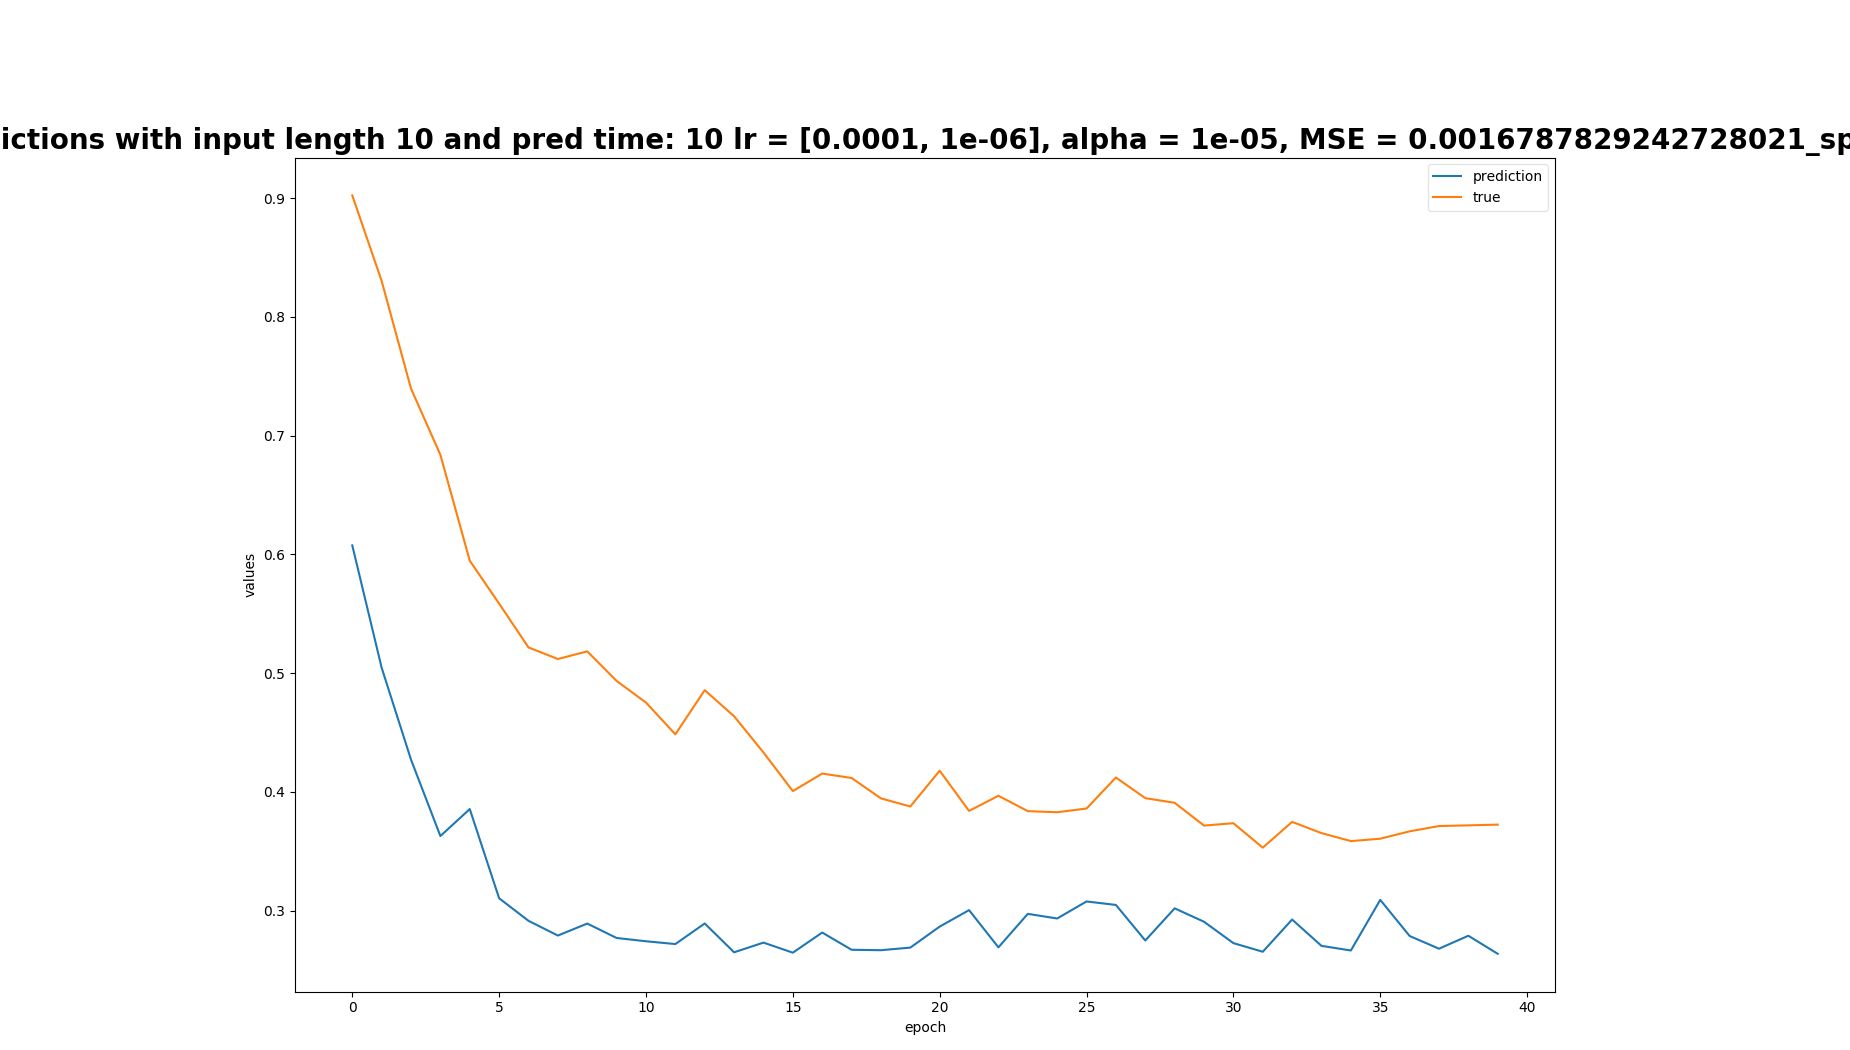 ictions with input length 10 and pred time: 10 lr = [0.0001, 1e-06], alpha = 1e-05, MSE = 0.0016787829242728021_sp
prediction
true
0.9
0.8
0.7
0.6
0.5
0.4
0.3
values
0 5 10 15 20 25 30 35 40
epoch